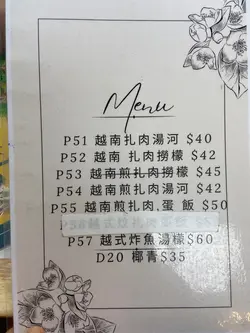 Menu
P51 越南扎肉湯河 $40
P52 越南 扎肉撈檬 $42
P53 越南煎扎肉撈檬 $45
P54 越南煎扎肉湯河 $42
P55 越南煎扎肉,蛋 飯 $50
P57 越式炸魚湯檬$60
D20 椰青$35